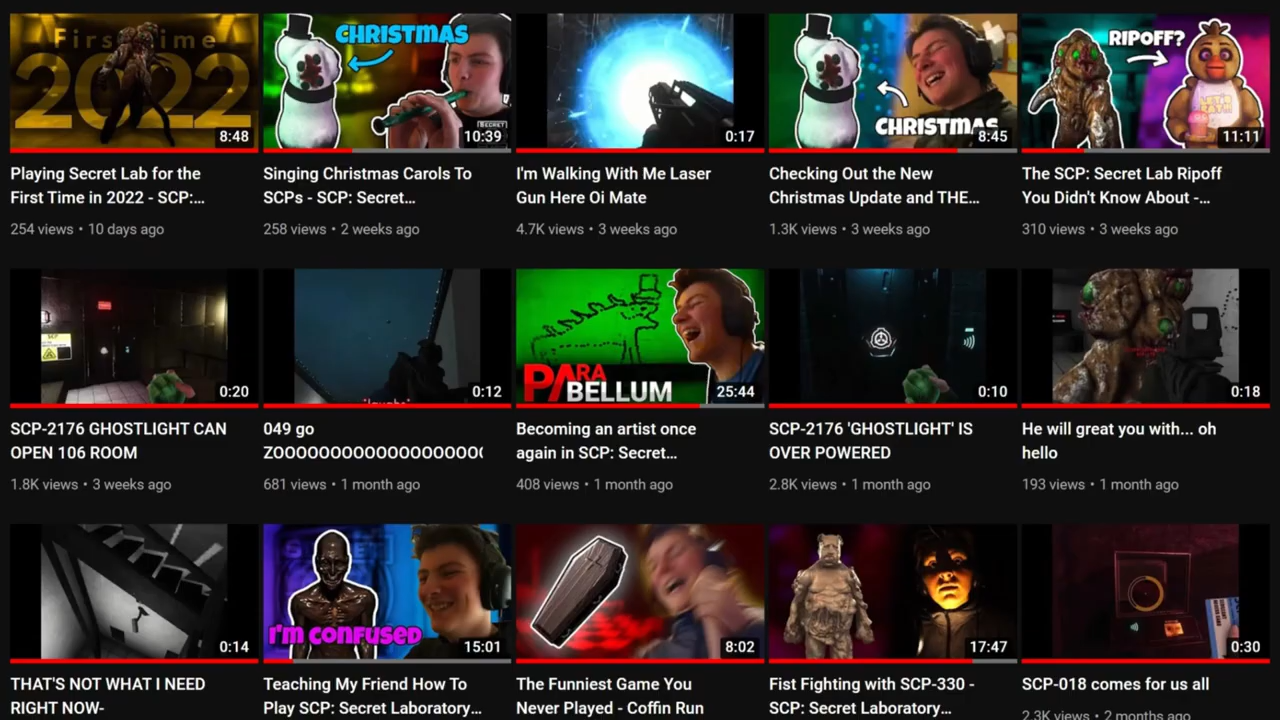 First Time
2022
8:48
CHRISTMAS
SECRET
10:39
0:17
CHRISTMAS
8:45
RIPOFF?
LET'S EAT!!!
11:11
Playing Secret Lab for the
First Time in 2022 - SCP:...
254 views • 10 days ago
Singing Christmas Carols To
SCPs - SCP: Secret...
258 views • 2 weeks ago
I'm Walking With Me Laser
Gun Here Oi Mate
4.7K views • 3 weeks ago
Checking Out the New
Christmas Update and THE...
1.3K views • 3 weeks ago
The SCP: Secret Lab Ripoff
You Didn't Know About -...
310 views • 3 weeks ago
0:20
0:12
PARA
BELLUM
25:44
0:10
0:18
SCP-2176 GHOSTLIGHT CAN
OPEN 106 ROOM
1.8K views • 3 weeks ago
049 go
ZOOOOOOOOOOOOOOOOOO
681 views • 1 month ago
Becoming an artist once
again in SCP: Secret...
408 views • 1 month ago
SCP-2176 'GHOSTLIGHT' IS
OVER POWERED
2.8K views • 1 month ago
He will great you with... oh
hello
193 views • 1 month ago
0:14
I'M CONFUSED
15:01
8:02
17:47
0:30
THAT'S NOT WHAT I NEED
RIGHT NOW-
Teaching My Friend How To
Play SCP: Secret Laboratory...
The Funniest Game You
Never Played - Coffin Run
Fist Fighting with SCP-330 -
SCP: Secret Laboratory...
SCP-018 comes for us all
2.3K views • 2 months ago